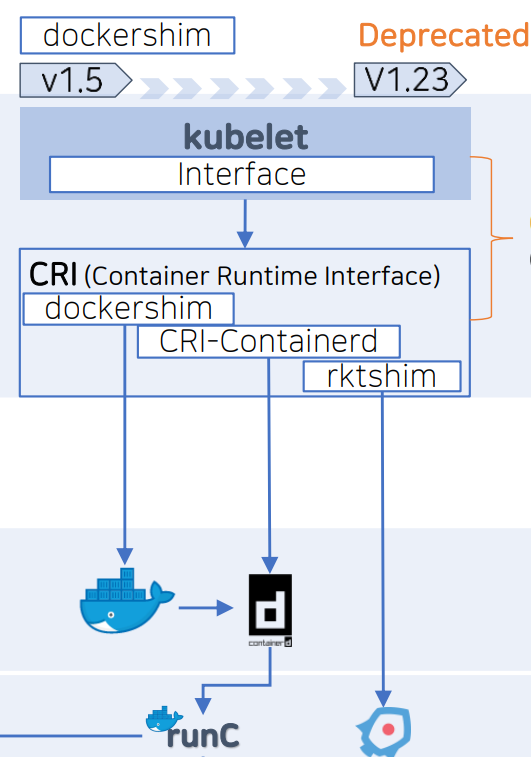 dockershim
Deprecated
v1.5
V1.23
kubelet
Interface
CRI (Container Runtime Interface)
dockershim
CRI-Containerd
rktshim
d
containerd
runC